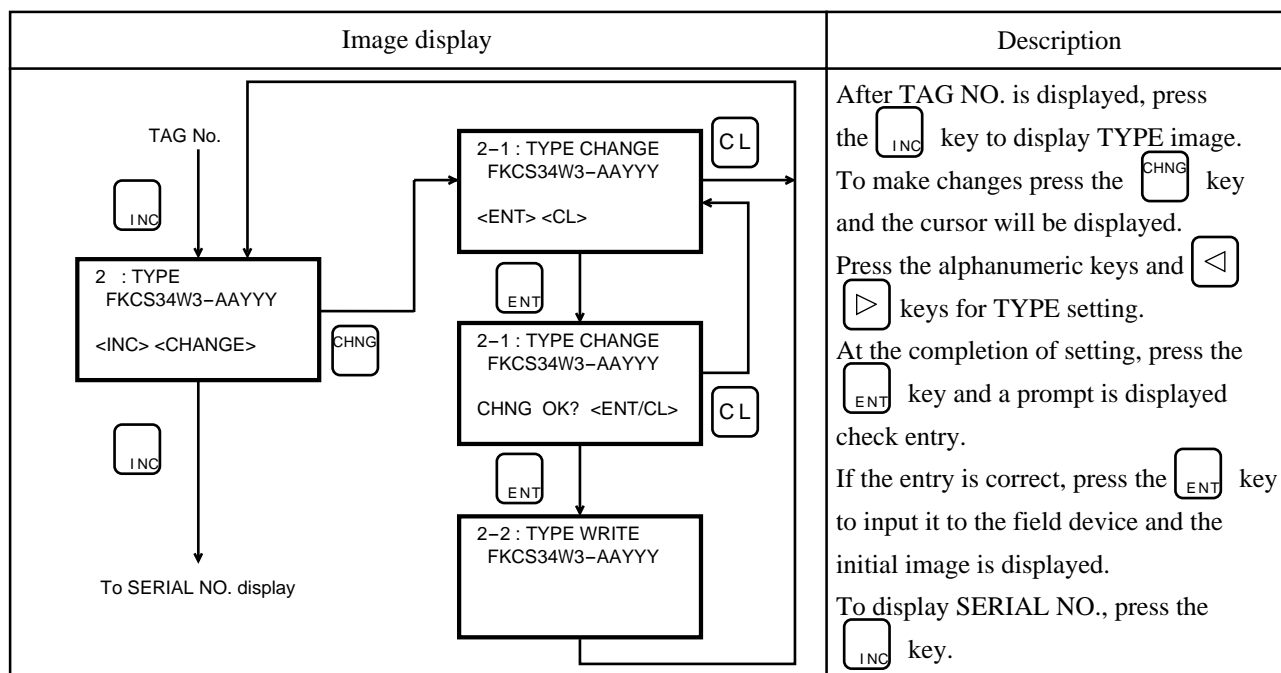 Image display
Description
TAG No.
INC
2 : TYPE
FKCS34W3−AAYYY
<INC> <CHANGE>
CHNG
INC
To SERIAL NO. display
2−1 : TYPE CHANGE
FKCS34W3−AAYYY
<ENT> <CL>
CL
ENT
2−1 : TYPE CHANGE
FKCS34W3−AAYYY
CHNG OK? <ENT/CL>
CL
ENT
2−2 : TYPE WRITE
FKCS34W3−AAYYY
After TAG NO. is displayed, press
the INC key to display TYPE image.
To make changes press the CHNG key
and the cursor will be displayed.
Press the alphanumeric keys and ◁
▷ keys for TYPE setting.
At the completion of setting, press the
ENT key and a prompt is displayed
check entry.
If the entry is correct, press the ENT key
to input it to the field device and the
initial image is displayed.
To display SERIAL NO., press the
INC key.